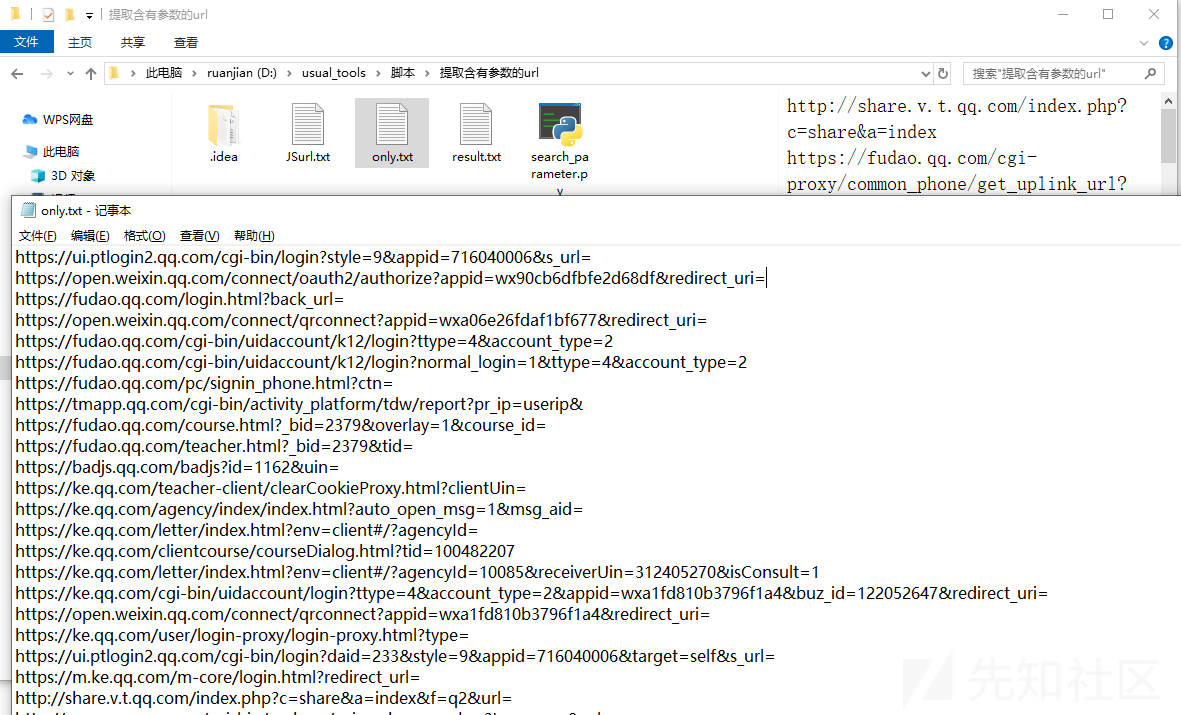 提取含有参数的url
文件 主页 共享 查看
此电脑 ruanjian (D:) usual_tools 脚本 提取含有参数的url
搜索"提取含有参数的url"
WPS网盘
此电脑
3D 对象
.idea
JSurl.txt
only.txt
result.txt
search_pa
rameter.p
y
http://share.v.t.qq.com/index.php?
c=share&a=index
https://fudao.qq.com/cgi-
proxy/common_phone/get_uplink_url?
only.txt - 记事本
文件(F) 编辑(E) 格式(O) 查看(V) 帮助(H)
https://ui.ptlogin2.qq.com/cgi-bin/login?style=9&appid=716040006&s_url=
https://open.weixin.qq.com/connect/oauth2/authorize?appid=wx90cb6dfbfe2d68df&redirect_uri=
https://fudao.qq.com/login.html?back_url=
https://open.weixin.qq.com/connect/qrconnect?appid=wxa06e26fdaf1bf677&redirect_uri=
https://fudao.qq.com/cgi-bin/uidaccount/k12/login?ttype=4&account_type=2
https://fudao.qq.com/cgi-bin/uidaccount/k12/login?normal_login=1&ttype=4&account_type=2
https://fudao.qq.com/pc/signin_phone.html?ctn=
https://tmapp.qq.com/cgi-bin/activity_platform/tdw/report?pr_ip=userip&
https://fudao.qq.com/course.html?_bid=2379&overlay=1&course_id=
https://fudao.qq.com/teacher.html?_bid=2379&tid=
https://badjs.qq.com/badjs?id=1162&uin=
https://ke.qq.com/teacher-client/clearCookieProxy.html?clientUin=
https://ke.qq.com/agency/index/index.html?auto_open_msg=1&msg_aid=
https://ke.qq.com/letter/index.html?env=client#/?agencyId=
https://ke.qq.com/clientcourse/courseDialog.html?tid=100482207
https://ke.qq.com/letter/index.html?env=client#/?agencyId=10085&receiverUin=312405270&isConsult=1
https://ke.qq.com/cgi-bin/uidaccount/login?ttype=4&account_type=2&appid=wxa1fd810b3796f1a4&buz_id=122052647&redirect_uri=
https://open.weixin.qq.com/connect/qrconnect?appid=wxa1fd810b3796f1a4&redirect_uri=
https://ke.qq.com/user/login-proxy/login-proxy.html?type=
https://ui.ptlogin2.qq.com/cgi-bin/login?daid=233&style=9&appid=716040006&target=self&s_url=
https://m.ke.qq.com/m-core/login.html?redirect_url=
http://share.v.t.qq.com/index.php?c=share&a=index&f=q2&url=
先知社区